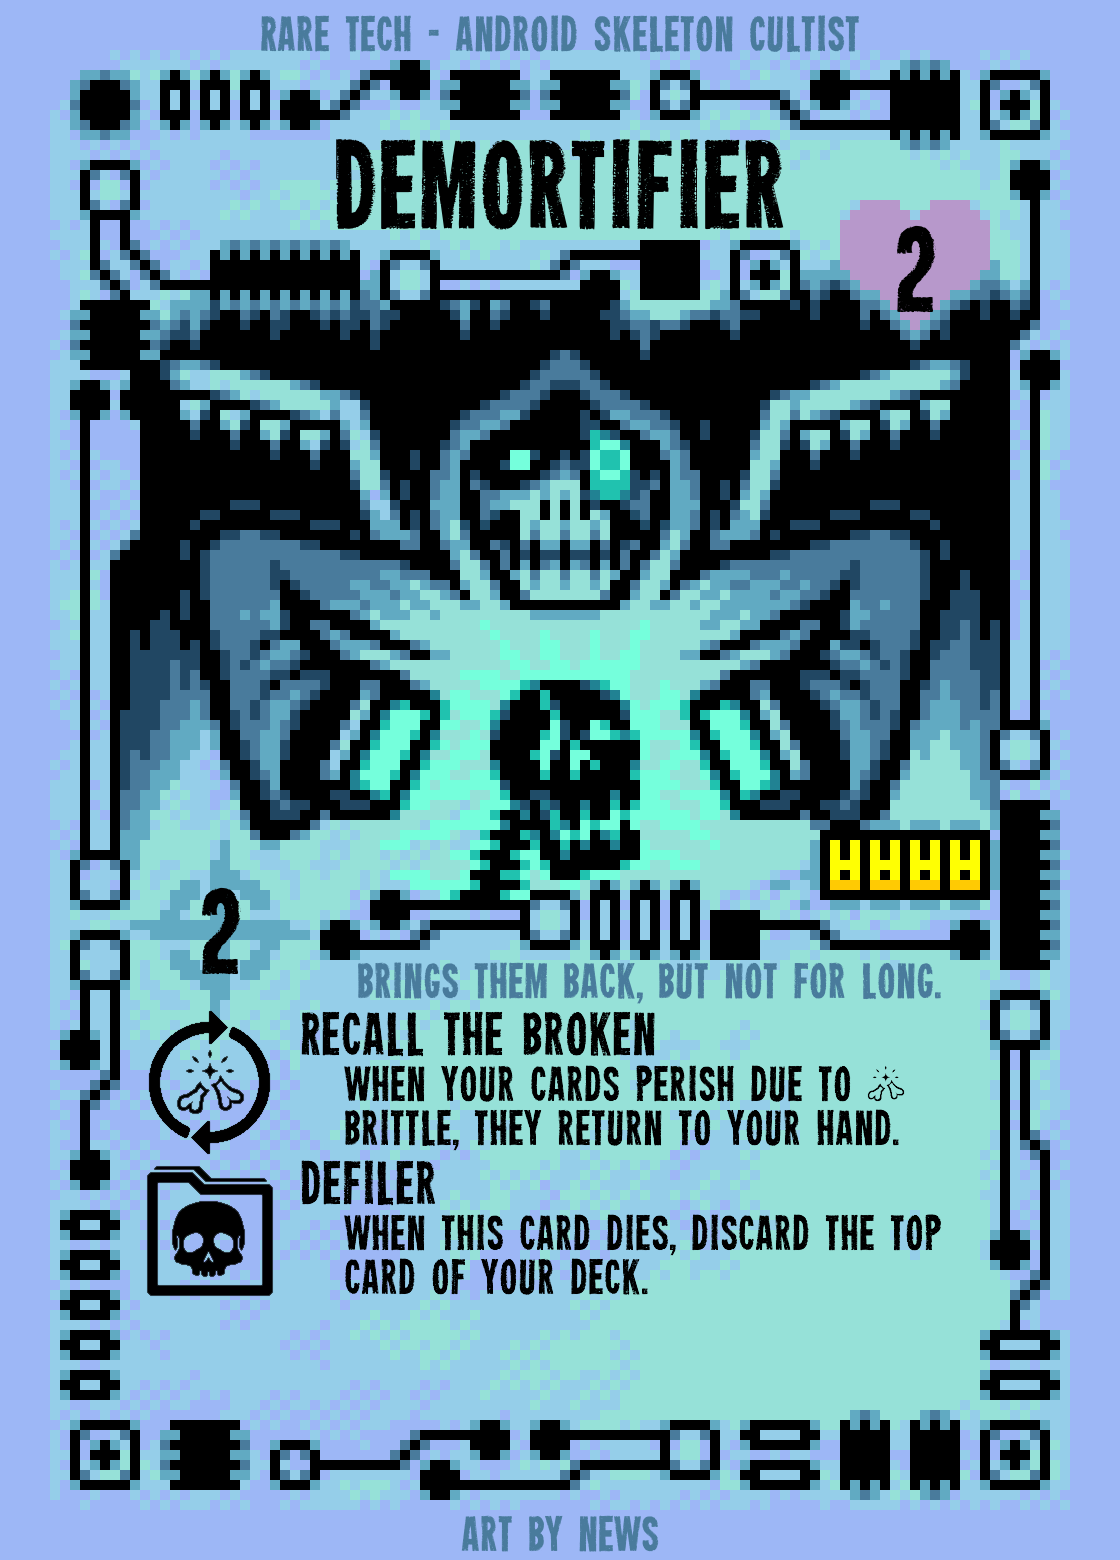 RARE TECH - ANDROID SKELETON CULTIST
DEMORTIFIER
2
2
BRINGS THEM BACK, BUT NOT FOR LONG.
RECALL THE BROKEN
WHEN YOUR CARDS PERISH DUE TO
BRITTLE, THEY RETURN TO YOUR HAND.
DEFILER
WHEN THIS CARD DIES, DISCARD THE TOP
CARD OF YOUR DECK.
ART BY NEWS